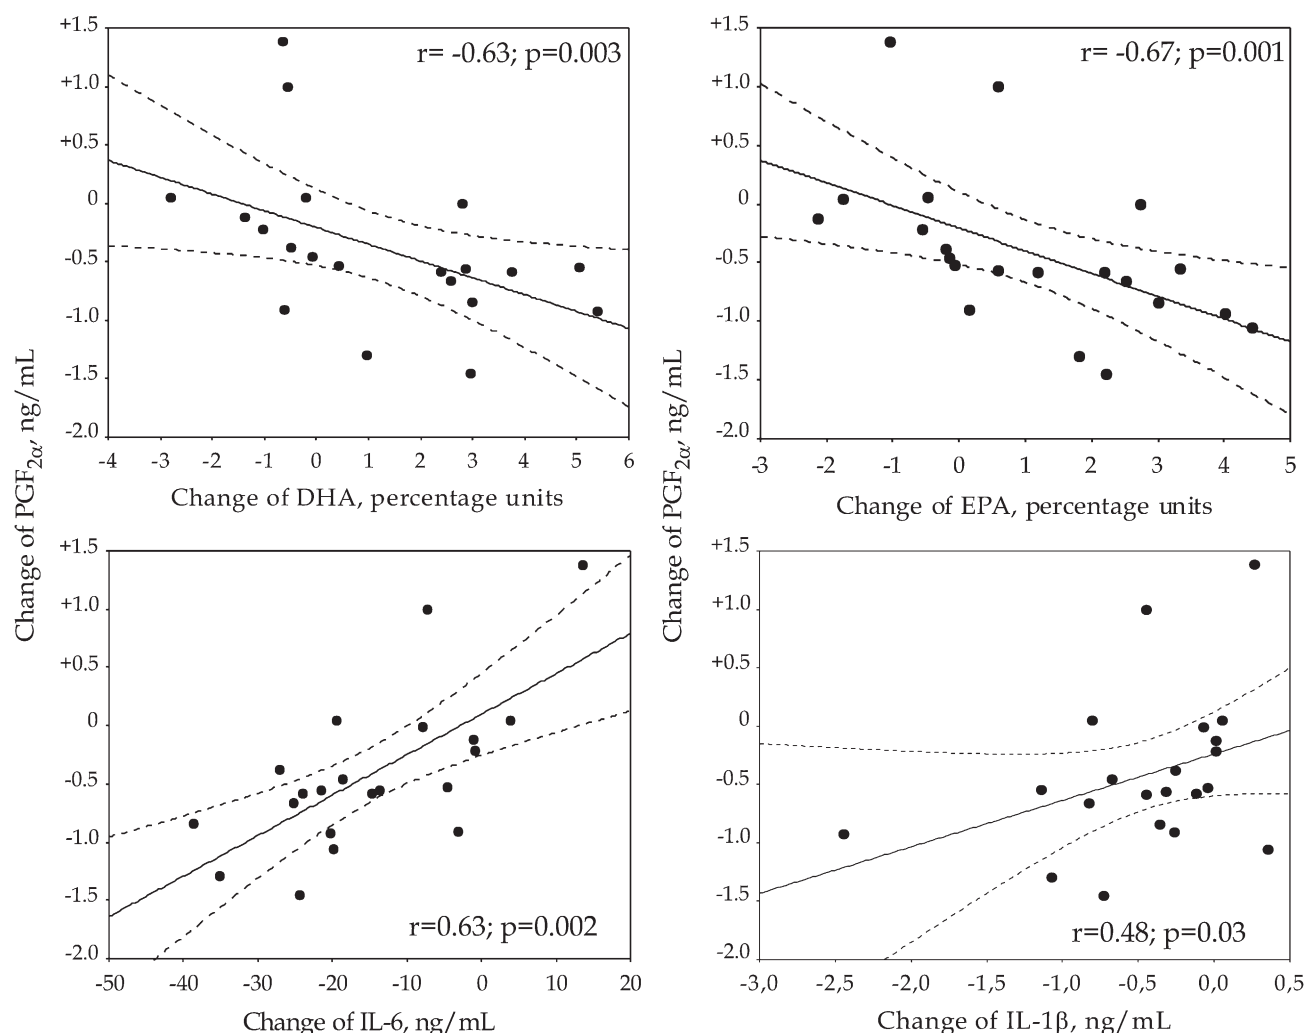 +1.5
+1.0
+0.5
0
-0.5
-1.0
-1.5
-2.0
r= -0.63; p=0.003
-4 -3 -2 -1 0 1 2 3 4 5 6
Change of DHA, percentage units
Change of PGF2α, ng/mL
+1.5
+1.0
+0.5
0
-0.5
-1.0
-1.5
-2.0
r= -0.67; p=0.001
-3 -2 -1 0 1 2 3 4 5
Change of EPA, percentage units
Change of PGF2α, ng/mL
+1.5
+1.0
+0.5
0
-0.5
-1.0
-1.5
-2.0
r=0.63; p=0.002
-50 -40 -30 -20 -10 0 10 20
Change of IL-6, ng/mL
+1.5
+1.0
+0.5
0
-0.5
-1.0
-1.5
-2.0
r=0.48; p=0.03
-3,0 -2,5 -2,0 -1,5 -1,0 -0,5 0,0 0,5
Change of IL-1β, ng/mL